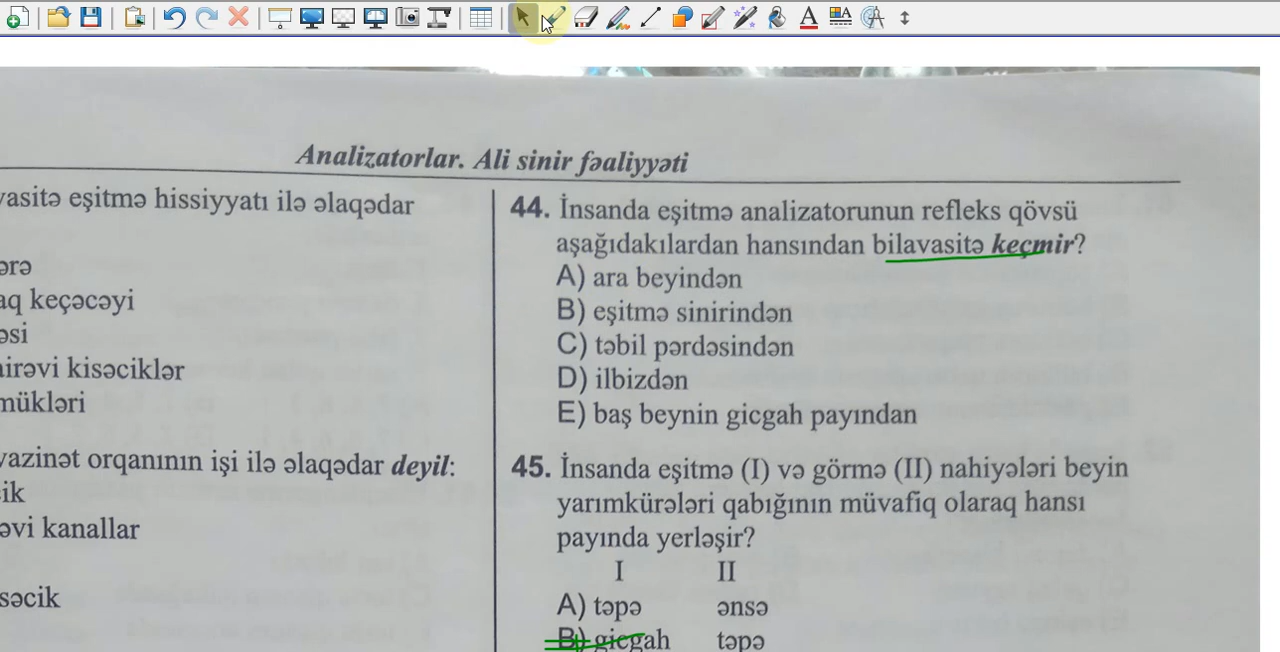 Analizatorlar. Ali sinir fəaliyyəti
vasitə eşitmə hissiyyatı ilə əlaqədar
ərə
aq keçəcəyi
əsi
airəvi kisəciklər
mükləri
vazinət orqanının işi ilə əlaqədar deyil:
ik
əvi kanallar
səcik
44. İnsanda eşitmə analizatorunun refleks qövsü
aşağıdakılardan hansından bilavasitə keçmir?
A) ara beyindən
B) eşitmə sinirindən
C) təbil pərdəsindən
D) ilbizdən
E) baş beynin gicgah payından
45. İnsanda eşitmə (I) və görmə (II) nahiyələri beyin
yarımkürələri qabığının müvafiq olaraq hansı
payında yerləşir?
I II
A) təpə ənsə
B) gicgah təpə